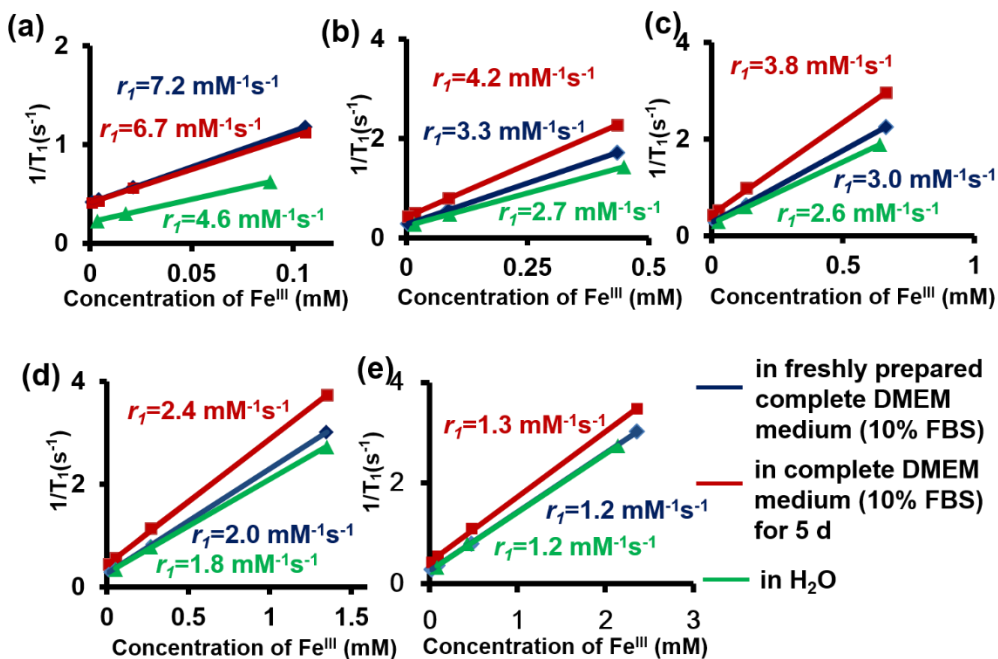 (a)
2
1
0
1/T₁(s⁻¹)
r₁=7.2 mM⁻¹s⁻¹
r₁=6.7 mM⁻¹s⁻¹
r₁=4.6 mM⁻¹s⁻¹
0
0.05
0.1
Concentration of Feᴵᴵᴵ (mM)
(b)
4
2
0
1/T₁(s⁻¹)
r₁=4.2 mM⁻¹s⁻¹
r₁=3.3 mM⁻¹s⁻¹
r₁=2.7 mM⁻¹s⁻¹
0
0.25
0.5
Concentration of Feᴵᴵᴵ (mM)
(c)
4
2
0
1/T₁(s⁻¹)
r₁=3.8 mM⁻¹s⁻¹
r₁=3.0 mM⁻¹s⁻¹
r₁=2.6 mM⁻¹s⁻¹
0
0.5
1
Concentration of Feᴵᴵᴵ (mM)
(d)
4
2
0
1/T₁(s⁻¹)
r₁=2.4 mM⁻¹s⁻¹
r₁=2.0 mM⁻¹s⁻¹
r₁=1.8 mM⁻¹s⁻¹
0
0.5
1
1.5
Concentration of Feᴵᴵᴵ (mM)
(e)
4
2
0
1/T₁(s⁻¹)
r₁=1.3 mM⁻¹s⁻¹
r₁=1.2 mM⁻¹s⁻¹
r₁=1.2 mM⁻¹s⁻¹
0
1
2
3
Concentration of Feᴵᴵᴵ (mM)
in freshly prepared
complete DMEM
medium (10% FBS)
in complete DMEM
medium (10% FBS)
for 5 d
in H₂O